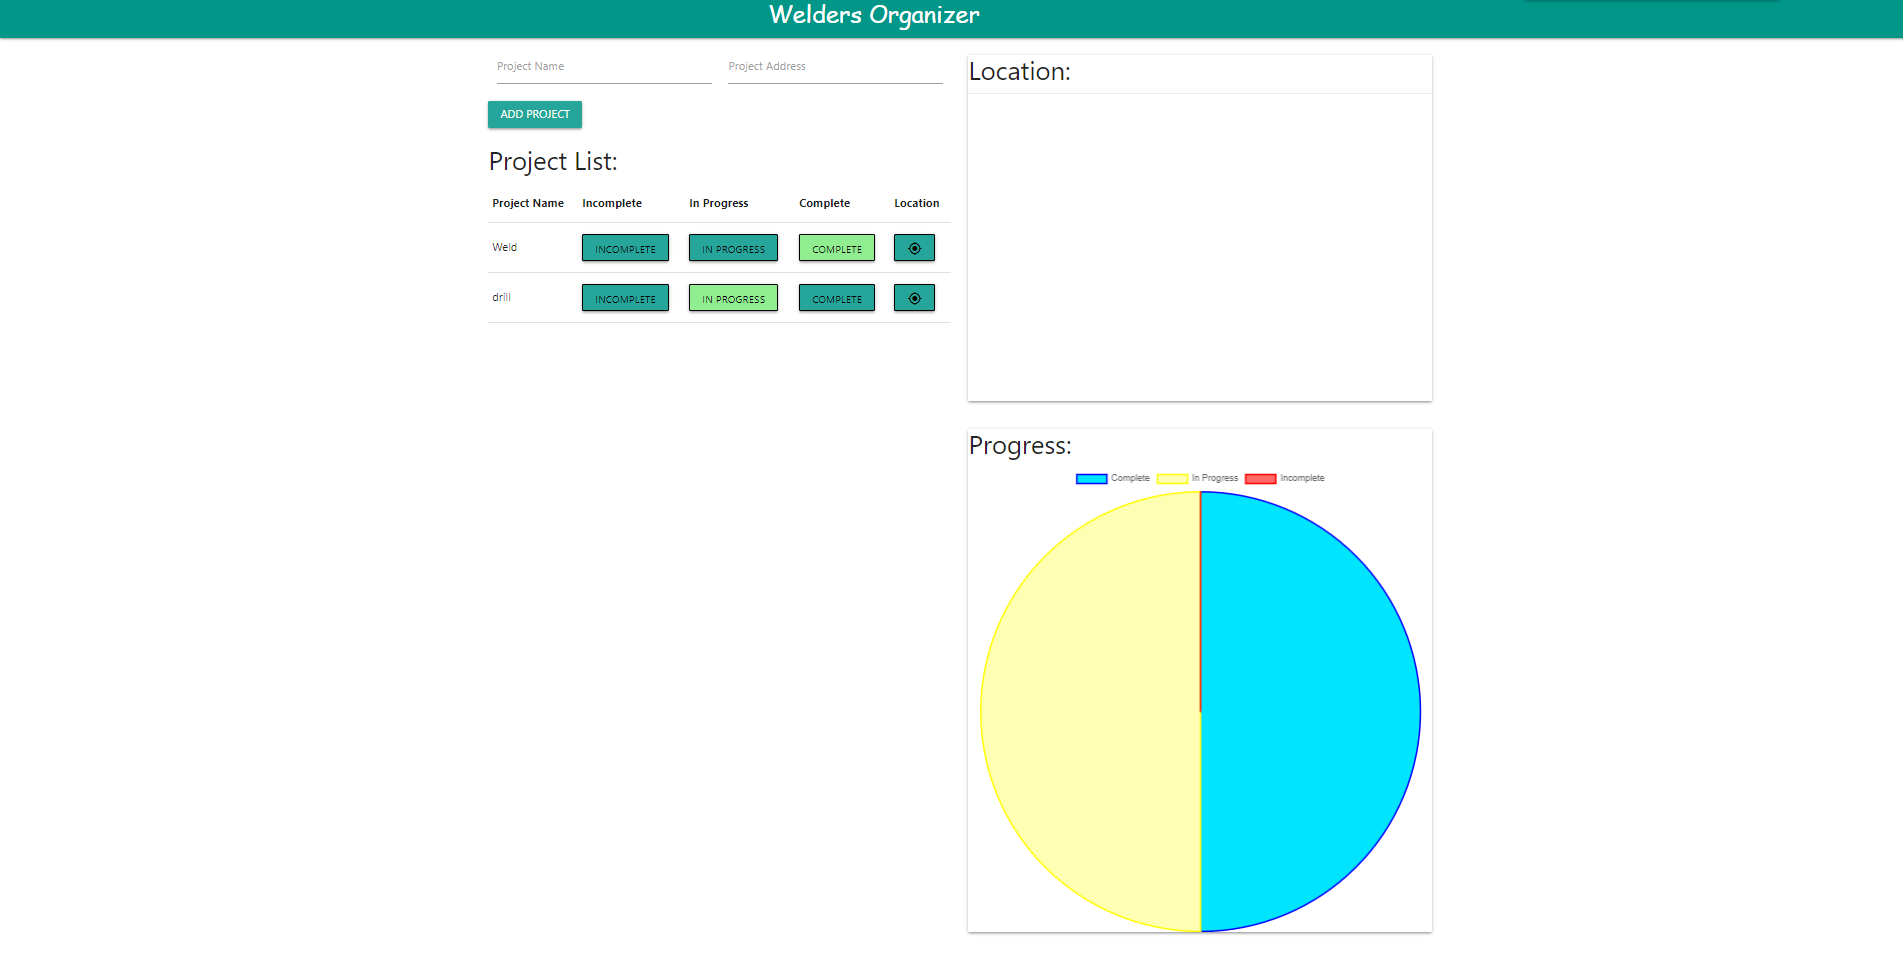 Welders Organizer
Project Name Project Address
ADD PROJECT
Project List:
Project Name Incomplete In Progress Complete Location
Weld INCOMPLETE IN PROGRESS COMPLETE
drill INCOMPLETE IN PROGRESS COMPLETE
Location:
Progress:
Complete In Progress Incomplete